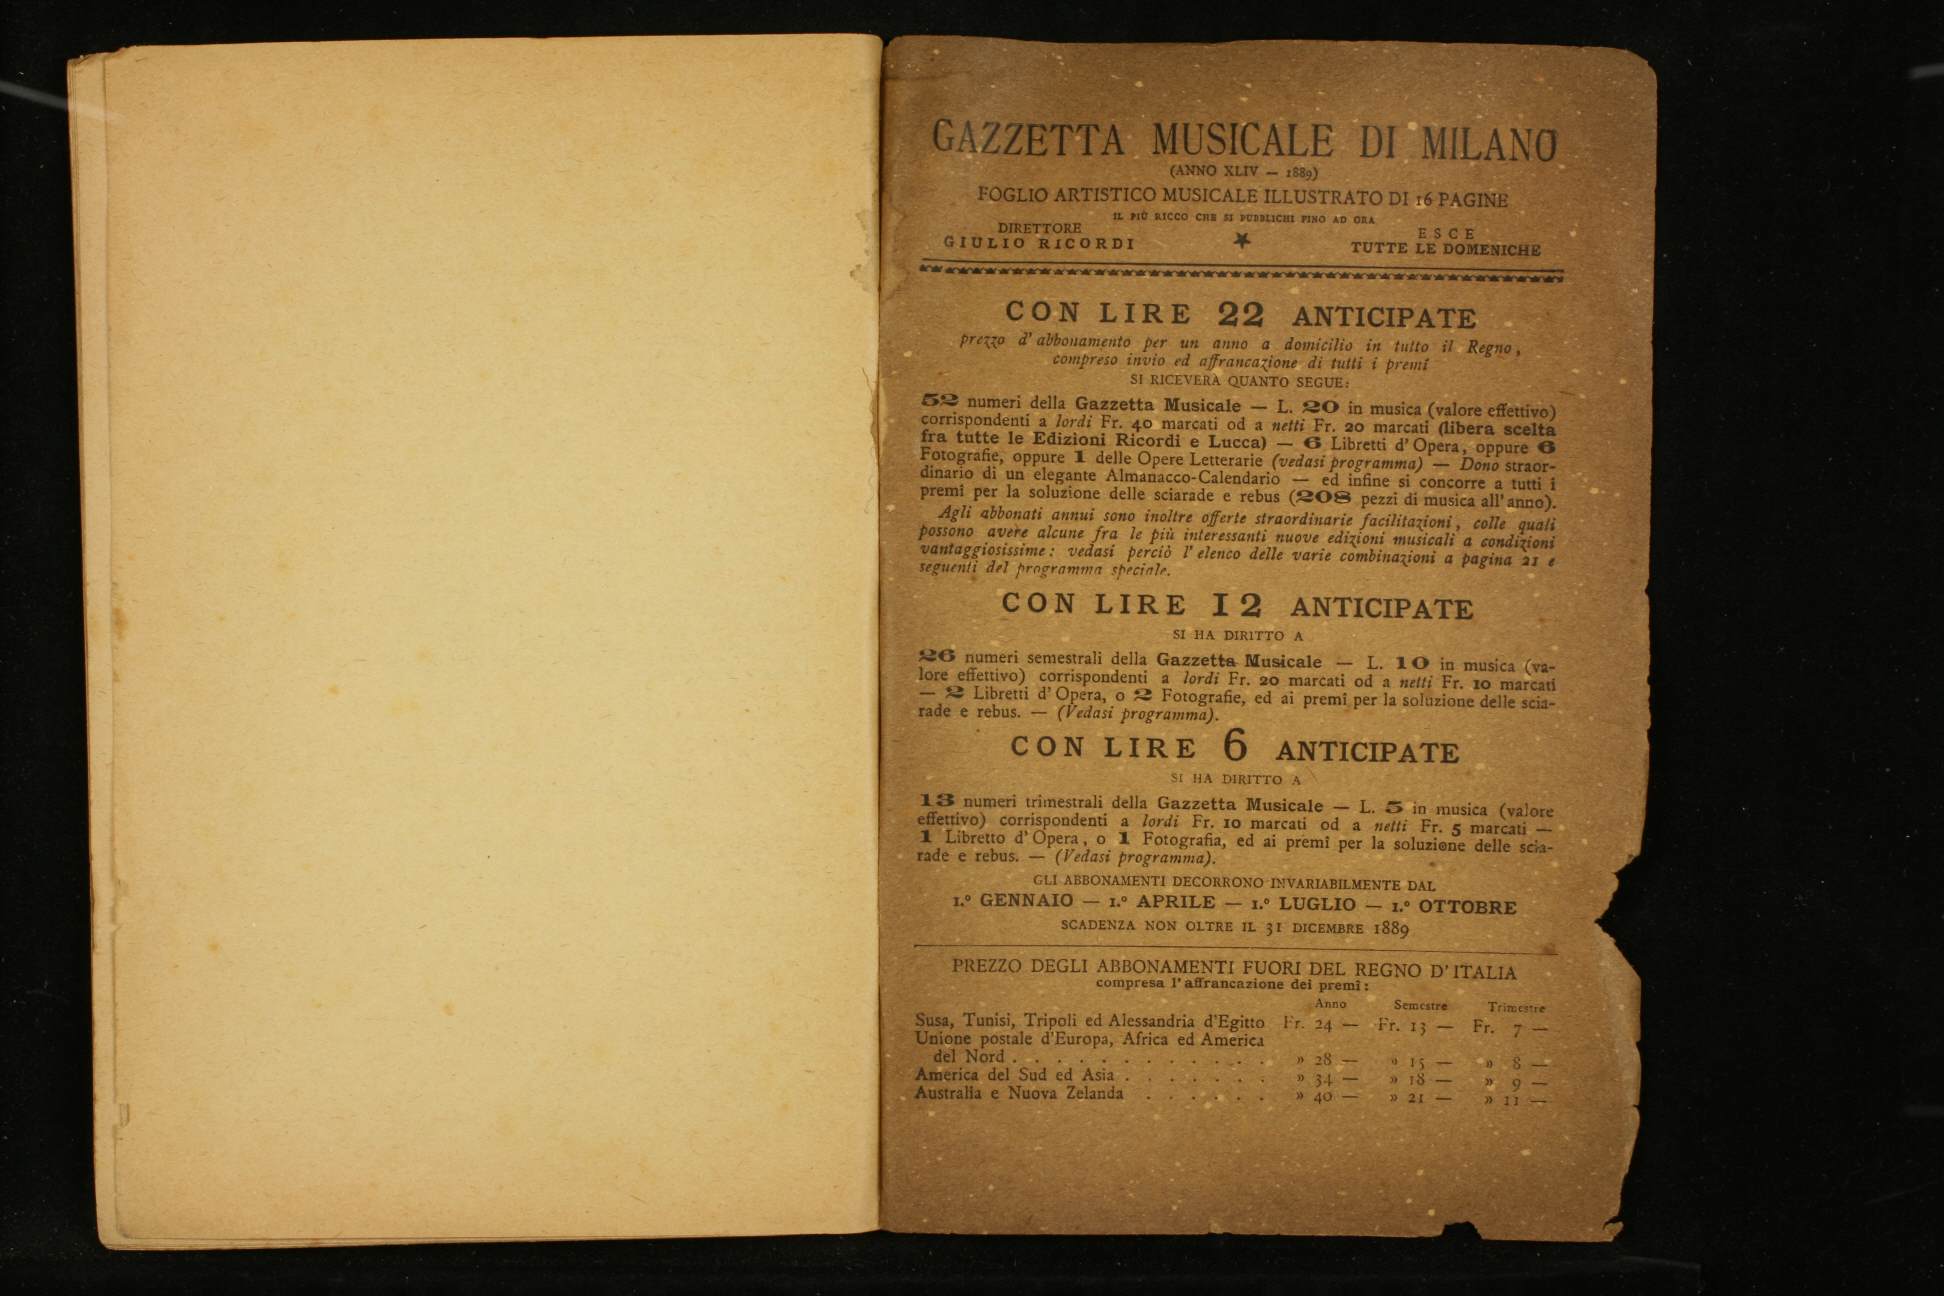 GAZZETTA MUSICALE DI MILANO
(ANNO XLIV — 1889)
FOGLIO ARTISTICO MUSICALE ILLUSTRATO DI 16 PAGINE
IL PIÙ RICCO CHE SI PUBBLICHI FINO AD ORA
DIRETTORE
GIULIO RICORDI
ESCE
TUTTE LE DOMENICHE
CON LIRE 22 ANTICIPATE
prezzo d'abbonamento per un anno a domicilio in tutto il Regno,
compreso invio ed affrancazione di tutti i premî
SI RICEVERÀ QUANTO SEGUE:
52 numeri della Gazzetta Musicale — L. 20 in musica (valore effettivo)
corrispondenti a lordi Fr. 40 marcati od a netti Fr. 20 marcati (libera scelta
fra tutte le Edizioni Ricordi e Lucca) — 6 Libretti d'Opera, oppure 6
Fotografie, oppure 1 delle Opere Letterarie (vedasi programma) — Dono straor-
dinario di un elegante Almanacco-Calendario — ed infine si concorre a tutti i
premî per la soluzione delle sciarade e rebus (208 pezzi di musica all'anno).
Agli abbonati annui sono inoltre offerte straordinarie facilitazioni, colle quali
possono avere alcune fra le più interessanti nuove edizioni musicali a condizioni
vantaggiosissime: vedasi perciò l'elenco delle varie combinazioni a pagina 21 e
seguenti del programma speciale.
CON LIRE 12 ANTICIPATE
SI HA DIRITTO A
26 numeri semestrali della Gazzetta Musicale — L. 10 in musica (va-
lore effettivo) corrispondenti a lordi Fr. 20 marcati od a netti Fr. 10 marcati
— 2 Libretti d'Opera, o 2 Fotografie, ed ai premî per la soluzione delle scia-
rade e rebus. — (Vedasi programma).
CON LIRE 6 ANTICIPATE
SI HA DIRITTO A
13 numeri trimestrali della Gazzetta Musicale — L. 5 in musica (valore
effettivo) corrispondenti a lordi Fr. 10 marcati od a netti Fr. 5 marcati —
1 Libretto d'Opera, o 1 Fotografia, ed ai premî per la soluzione delle scia-
rade e rebus. — (Vedasi programma).
GLI ABBONAMENTI DECORRONO INVARIABILMENTE DAL
1.º GENNAIO — 1.º APRILE — 1.º LUGLIO — 1.º OTTOBRE
SCADENZA NON OLTRE IL 31 DICEMBRE 1889
PREZZO DEGLI ABBONAMENTI FUORI DEL REGNO D'ITALIA
compresa l'affrancazione dei premî:
Anno Semestre Trimestre
Susa, Tunisi, Tripoli ed Alessandria d'Egitto Fr. 24 — Fr. 13 — Fr. 7 —
Unione postale d'Europa, Africa ed America
del Nord . . . . . . . . . . . . » 28 — » 15 — » 8 —
America del Sud ed Asia . . . . . . . » 34 — » 18 — » 9 —
Australia e Nuova Zelanda . . . . . . » 40 — » 21 — » 11 —